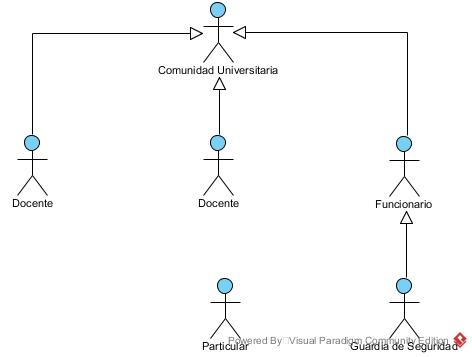 Comunidad Universitaria
Docente
Docente
Funcionario
Particular
Guardia de Seguridad
Powered By Visual Paradigm Community Edition